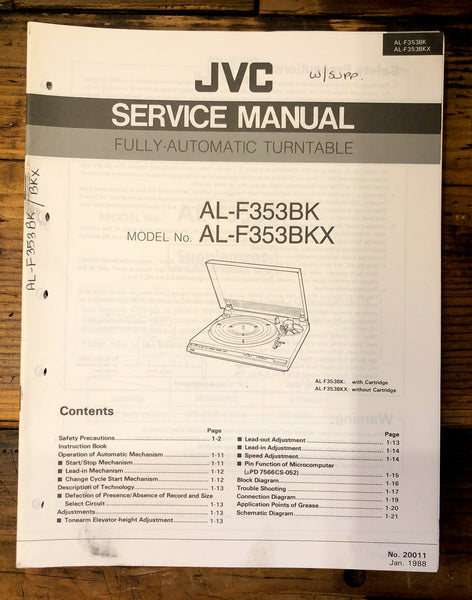 AL-F353BK
AL-F353BKX
JVC
W/SUPP.
SERVICE MANUAL
FULLY-AUTOMATIC TURNTABLE
AL-F353BK/BKX
AL-F353BK
MODEL No. AL-F353BKX
AL-F353BK: with Cartridge
AL-F353BKX: without Cartridge
Contents
Page
Safety Precautions 1-2
Instruction Book
Operation of Automatic Mechanism 1-11
■ Start/Stop Mechanism 1-11
■ Lead-in Mechanism 1-12
■ Change Cycle Start Mechanism 1-12
Description of Technology
■ Defection of Presence/Absence of Record and Size
Select Circuit 1-13
Adjustments 1-13
■ Tonearm Elevator-height Adjustment 1-13
Page
■ Lead-out Adjustment 1-13
■ Lead-in Adjustment 1-14
■ Speed Adjustment 1-14
■ Pin Function of Microcomputer
(μPD 7566CS-052) 1-15
Block Diagram 1-16
Trouble Shooting 1-17
Connection Diagram 1-19
Application Points of Grease 1-20
Schematic Diagram 1-21
No. 20011
Jan. 1988